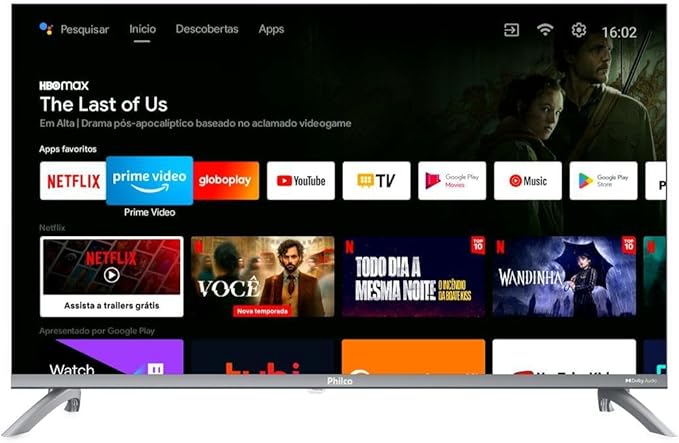 Pesquisar Início Descobertas Apps 16:02
HBOmax
The Last of Us
Em Alta | Drama pós-apocalíptico baseado no aclamado videogame
Apps favoritos
NETFLIX
prime video
globoplay
YouTube
TV
Google Play Movies
Music
Google Play Store
P
Prime Video
Netflix
NETFLIX
Assista a trailers grátis
N
VOCÊ
Nova temporada
N
TOP 10
TODO DIA A
MESMA NOITE
O INCÊNDIO
DA BOATE KISS
N
TOP 10
WANDINHA
Apresentado por Google Play
Watch
tubi
YouTube Kids
Philco
Dolby Audio